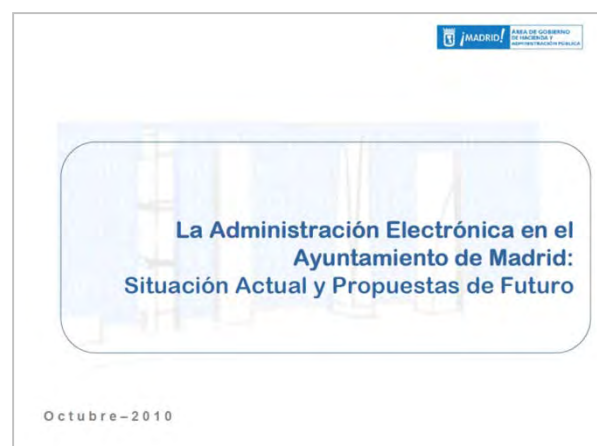 ¡MADRID!
ÁREA DE GOBIERNO
DE HACIENDA Y
ADMINISTRACIÓN PÚBLICA
La Administración Electrónica en el
Ayuntamiento de Madrid:
Situación Actual y Propuestas de Futuro
Octubre–2010